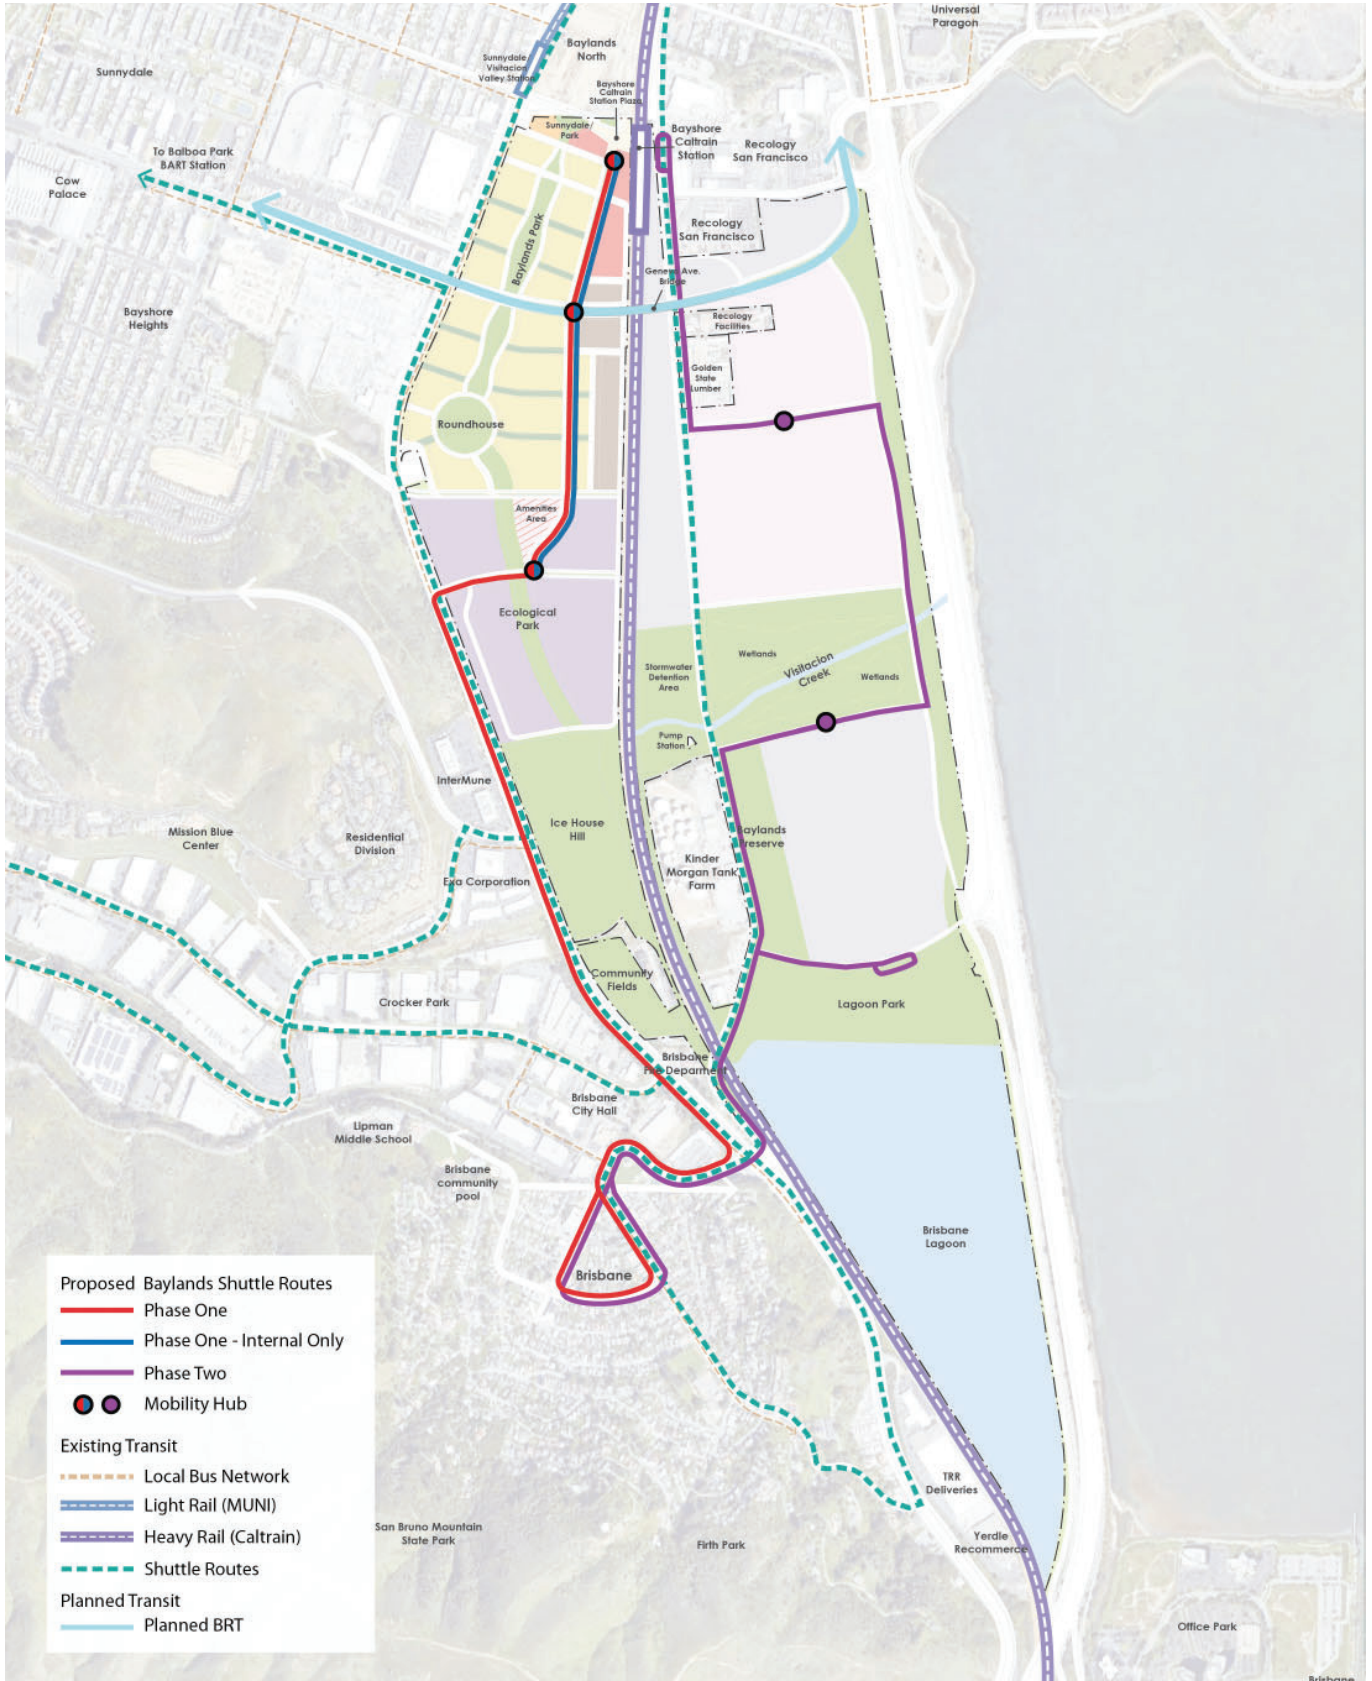 Universal
Paragon
Baylands
North
Sunnydale
Sunnydale
Visitacion
Valley Station
Bayshore
Caltrain
Station Plaza
Sunnydale/
Park
Bayshore
Caltrain
Station
Recology
San Francisco
To Balboa Park
BART Station
Cow
Palace
Recology
San Francisco
Baylands Park
Geneva Ave.
Bridge
Bayshore
Heights
Recology
Facilities
Golden
State
Lumber
Roundhouse
Amenities
Area
Ecological
Park
Wetlands
Visitacion
Creek
Wetlands
Stormwater
Detention
Area
Pump
Station
InterMune
Ice House
Hill
Mission Blue
Center
Residential
Division
Baylands
Preserve
Kinder
Morgan Tank
Farm
Exa Corporation
Community
Fields
Crocker Park
Lagoon Park
Brisbane
Fire Deparment
Brisbane
City Hall
Lipman
Middle School
Brisbane
community
pool
Brisbane
Lagoon
Brisbane
Proposed Baylands Shuttle Routes
Phase One
Phase One - Internal Only
Phase Two
Mobility Hub
Existing Transit
Local Bus Network
Light Rail (MUNI)
Heavy Rail (Caltrain)
Shuttle Routes
Planned Transit
Planned BRT
TRR
Deliveries
San Bruno Mountain
State Park
Firth Park
Yerdle
Recommerce
Office Park
Brisbane